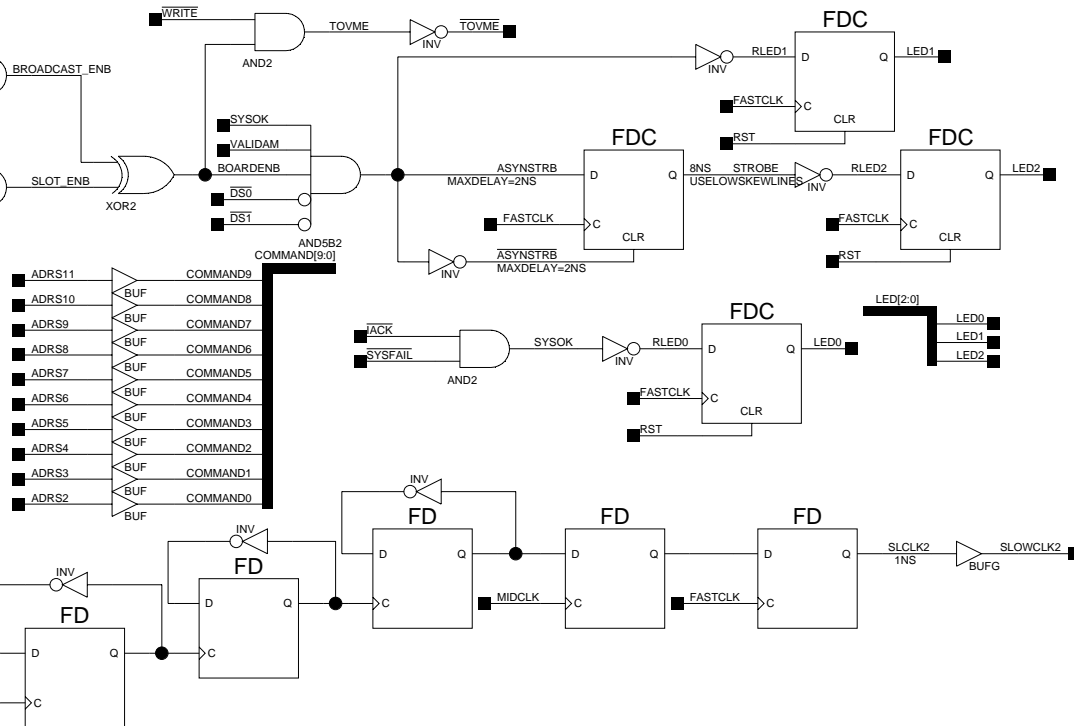 WRITE
TOVME
TOVME
INV
AND2
FDC
BROADCAST_ENB
RLED1
D
Q
LED1
INV
FASTCLK
C
CLR
RST
SYSOK
VALIDAM
BOARDENB
DS0
DS1
AND5B2
SLOT_ENB
XOR2
FDC
ASYNSTRB
MAXDELAY=2NS
D
Q
8NS
STROBE
USELOWSKEWLINES
INV
FASTCLK
C
CLR
ASYNSTRB
MAXDELAY=2NS
INV
FDC
RLED2
D
Q
LED2
FASTCLK
C
CLR
RST
COMMAND[9:0]
ADRS11
BUF
COMMAND9
ADRS10
BUF
COMMAND8
ADRS9
BUF
COMMAND7
ADRS8
BUF
COMMAND6
ADRS7
BUF
COMMAND5
ADRS6
BUF
COMMAND4
ADRS5
BUF
COMMAND3
ADRS4
BUF
COMMAND2
ADRS3
BUF
COMMAND1
ADRS2
BUF
COMMAND0
IACK
SYSFAIL
AND2
SYSOK
INV
FDC
RLED0
D
Q
LED0
FASTCLK
C
CLR
RST
LED[2:0]
LED0
LED1
LED2
INV
FD
D
Q
C
INV
FD
D
Q
C
INV
FD
D
Q
C
MIDCLK
FD
D
Q
C
FASTCLK
FD
D
Q
C
SLCLK2
1NS
BUFG
SLOWCLK2